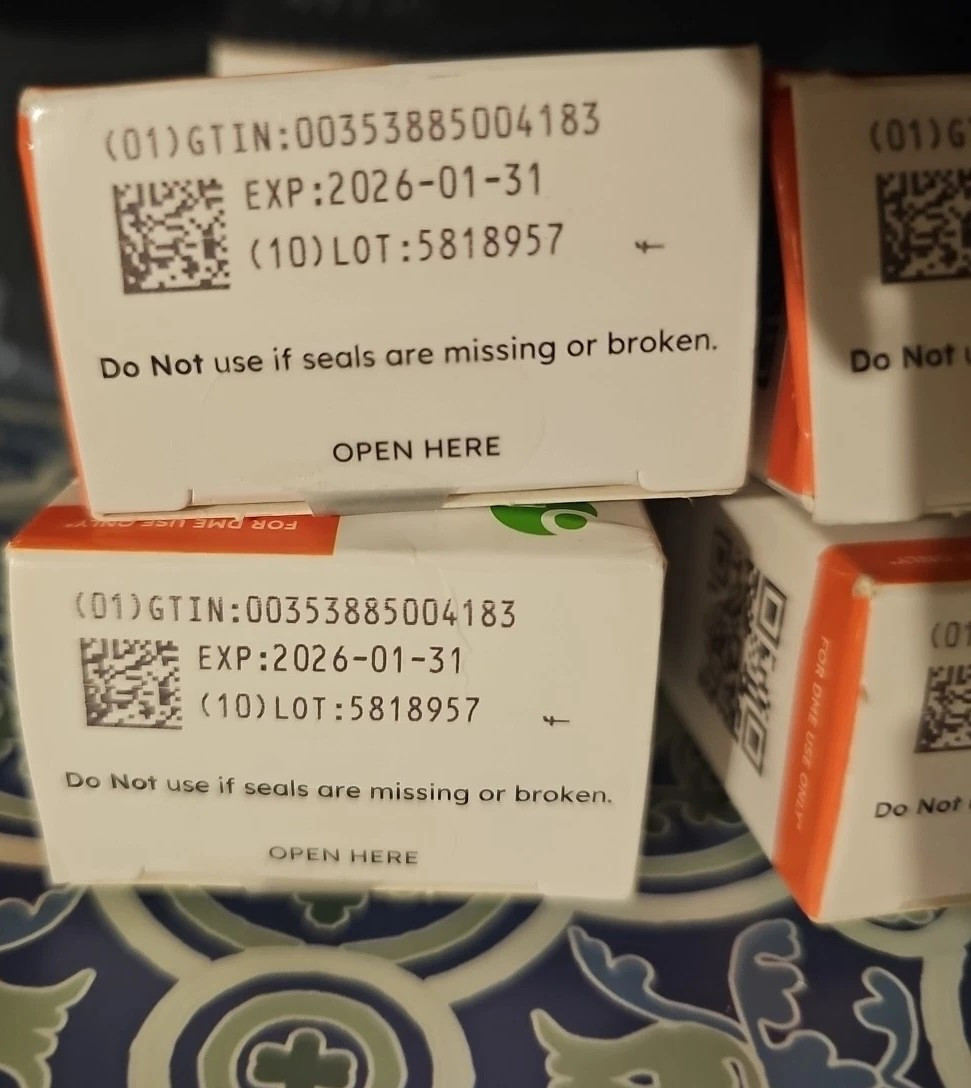 (01)GTIN:00353885004183
EXP:2026-01-31
(10)LOT:5818957
Do Not use if seals are missing or broken.
OPEN HERE
FOR DME USE ONLY*
(01)GTIN:00353885004183
EXP:2026-01-31
(10)LOT:5818957
Do Not use if seals are missing or broken.
OPEN HERE
(01)G
Do Not
FOR DME USE ONLY*
(01
Do Not